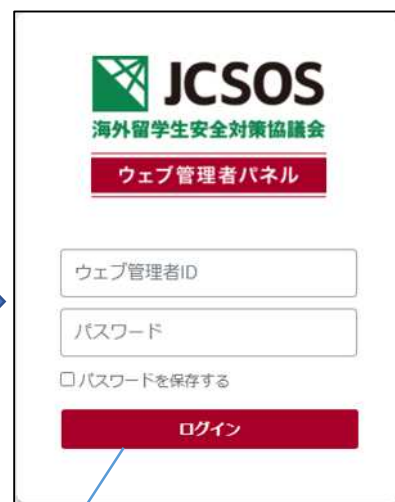 JCSOS
海外留学生安全対策協議会
ウェブ管理者パネル
ウェブ管理者ID
パスワード
パスワードを保存する
ログイン